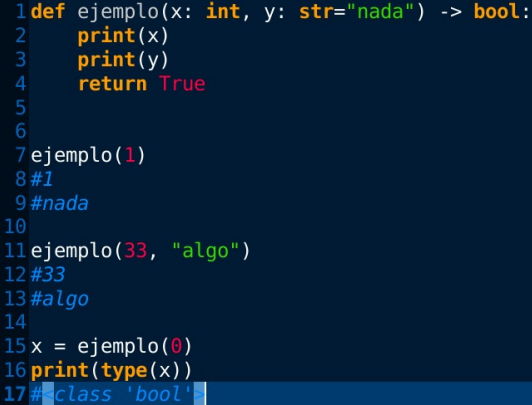 1 def ejemplo(x: int, y: str="nada") -> bool:
2     print(x)
3     print(y)
4     return True
5
6
7 ejemplo(1)
8 #1
9 #nada
10
11 ejemplo(33, "algo")
12 #33
13 #algo
14
15 x = ejemplo(0)
16 print(type(x))
17 #<class 'bool'>